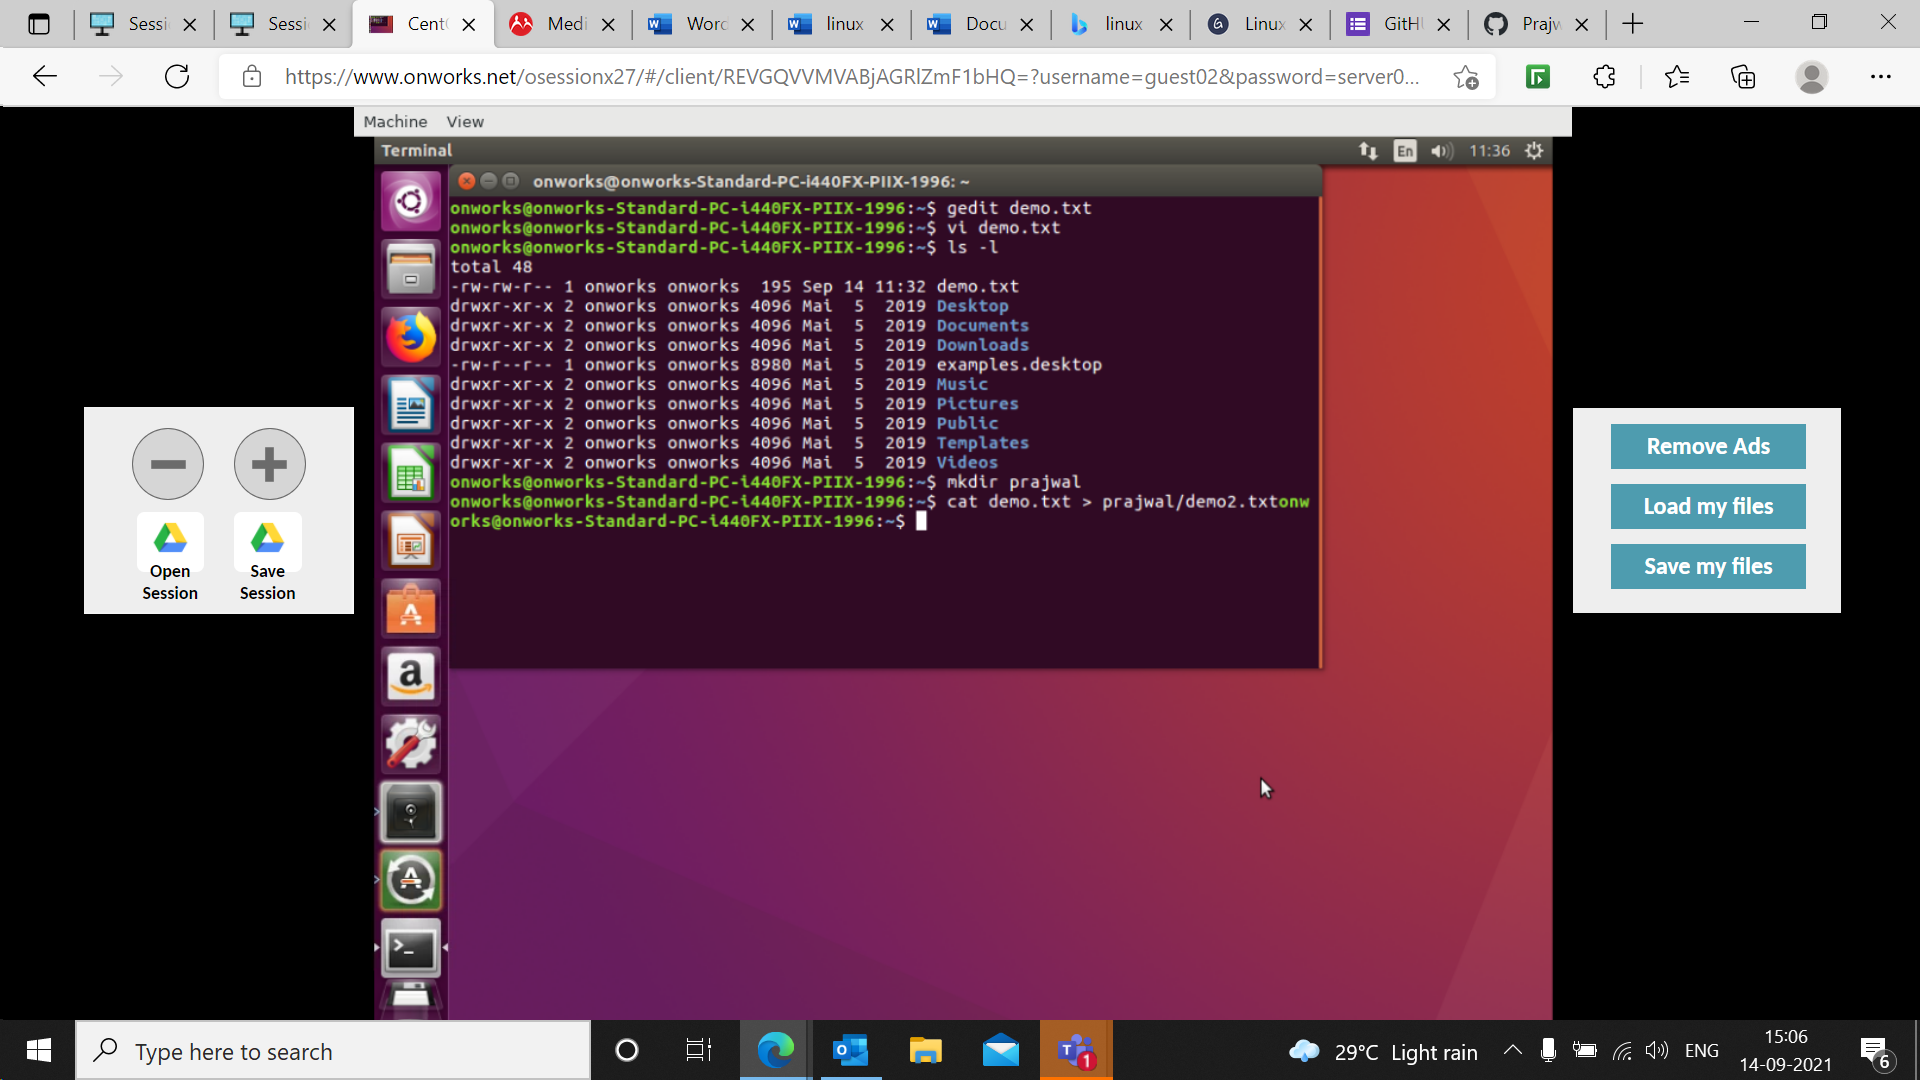 Sessi
Sessi
Cent
Medi
Word
linux
Docu
linux
Linux
GitHU
Prajw
https://www.onworks.net/osessionx27/#/client/REVGQVVMVABjAGRlZmF1bHQ=?username=guest02&password=server0...
Machine View
Terminal
En 11:36
onworks@onworks-Standard-PC-i440FX-PIIX-1996: ~
onworks@onworks-Standard-PC-i440FX-PIIX-1996:~$ gedit demo.txt
onworks@onworks-Standard-PC-i440FX-PIIX-1996:~$ vi demo.txt
onworks@onworks-Standard-PC-i440FX-PIIX-1996:~$ ls -l
total 48
-rw-rw-r-- 1 onworks onworks  195 Sep 14 11:32 demo.txt
drwxr-xr-x 2 onworks onworks 4096 Mai  5  2019 Desktop
drwxr-xr-x 2 onworks onworks 4096 Mai  5  2019 Documents
drwxr-xr-x 2 onworks onworks 4096 Mai  5  2019 Downloads
-rw-r--r-- 1 onworks onworks 8980 Mai  5  2019 examples.desktop
drwxr-xr-x 2 onworks onworks 4096 Mai  5  2019 Music
drwxr-xr-x 2 onworks onworks 4096 Mai  5  2019 Pictures
drwxr-xr-x 2 onworks onworks 4096 Mai  5  2019 Public
drwxr-xr-x 2 onworks onworks 4096 Mai  5  2019 Templates
drwxr-xr-x 2 onworks onworks 4096 Mai  5  2019 Videos
onworks@onworks-Standard-PC-i440FX-PIIX-1996:~$ mkdir prajwal
onworks@onworks-Standard-PC-i440FX-PIIX-1996:~$ cat demo.txt > prajwal/demo2.txtonw
orks@onworks-Standard-PC-i440FX-PIIX-1996:~$
Open
Session
Save
Session
Remove Ads
Load my files
Save my files
Type here to search
1
29°C Light rain
ENG
15:06
14-09-2021
6